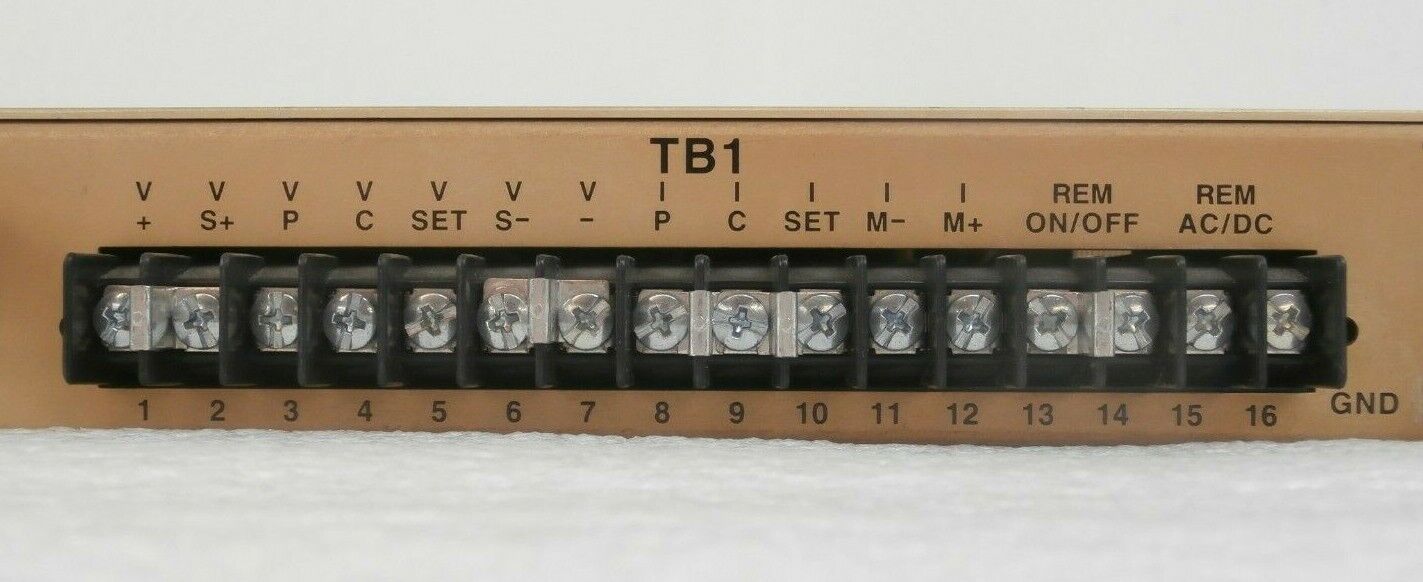 TB1
V V V V V V V I I I I I REM REM
+ S+ P C SET S- - P C SET M- M+ ON/OFF AC/DC
1 2 3 4 5 6 7 8 9 10 11 12 13 14 15 16 GND